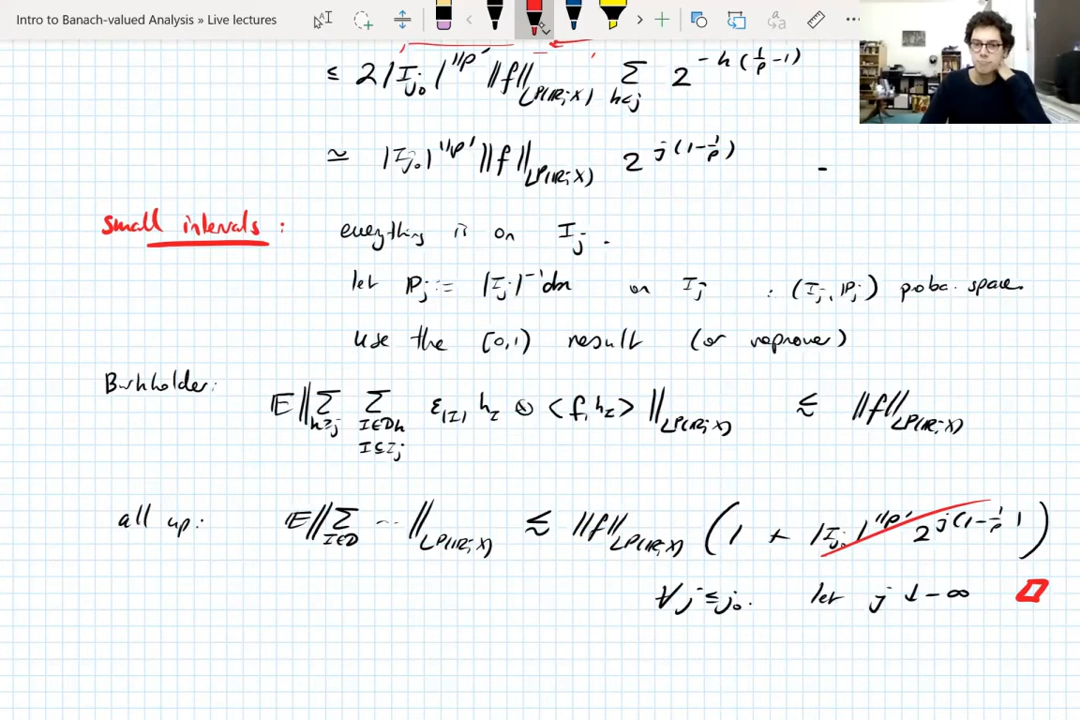 Intro to Banach-valued Analysis » Live lectures
≤ 2|I_{j_0}|^{1/p'} ‖f‖_{L^p(ℝ;X)} Σ_{h<j} 2^{-h(1/p-1)}
≃ |I_{j_0}|^{1/p'} ‖f‖_{L^p(ℝ;X)} 2^{j(1-1/p)} -
Small intervals: everything is on I_j.
let ℙ_j := |I_j|^{-1} dx on I_j : (I_j, ℙ_j) proba. space.
use the [0,1) result (or reprove)
Burkholder: 𝔼‖Σ_{h≥j} Σ_{I∈D_h I⊆I_j} ε_{|I|} h_I ⊗ <f, h_I>‖_{L^p(ℝ;X)} ≲ ‖f‖_{L^p(ℝ;X)}
all up: 𝔼‖Σ_{I∈D} ...‖_{L^p(ℝ;X)} ≲ ‖f‖_{L^p(ℝ;X)} (1 + |I_{j_0}|^{1/p'} 2^{j(1-1/p)})
∀ j ≤ j_0. let j ↓ -∞ □